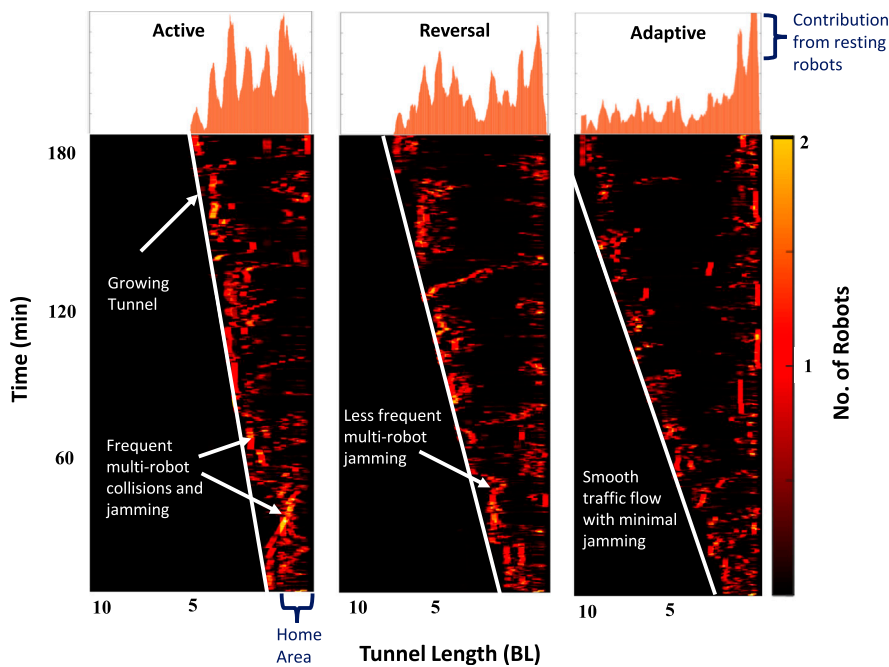 Active
Reversal
Adaptive
Contribution
from resting
robots
180
120
60
Time (min)
Growing
Tunnel
Frequent
multi-robot
collisions and
jamming
Less frequent
multi-robot
jamming
Smooth
traffic flow
with minimal
jamming
2
1
No. of Robots
10
5
10
5
10
5
Home
Area
Tunnel Length (BL)